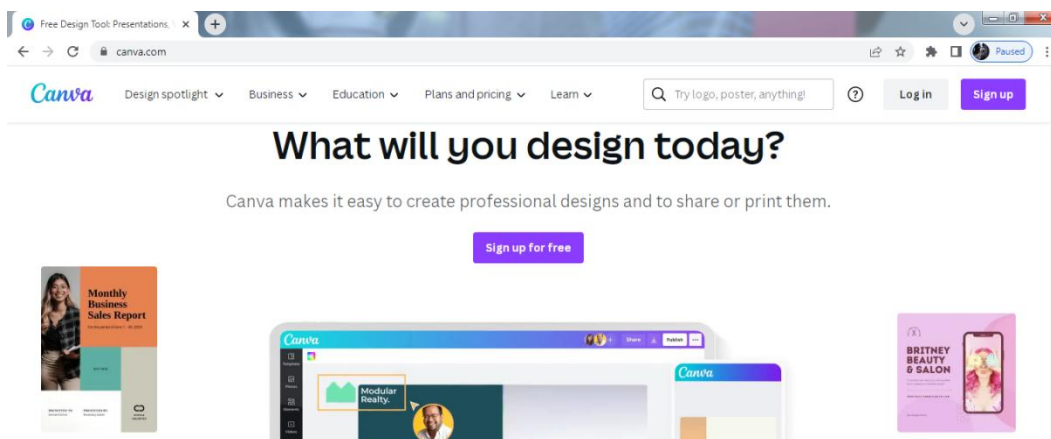 Free Design Tool: Presentations,
canva.com
Paused
Canva
Design spotlight
Business
Education
Plans and pricing
Learn
Try logo, poster, anything!
Log in
Sign up
What will you design today?
Canva makes it easy to create professional designs and to share or print them.
Sign up for free
Monthly
Business
Sales Report
Canva
Share
Publish
Templates
Elements
Videos
Modular
Realty.
Canva
BRITNEY
BEAUTY
& SALON